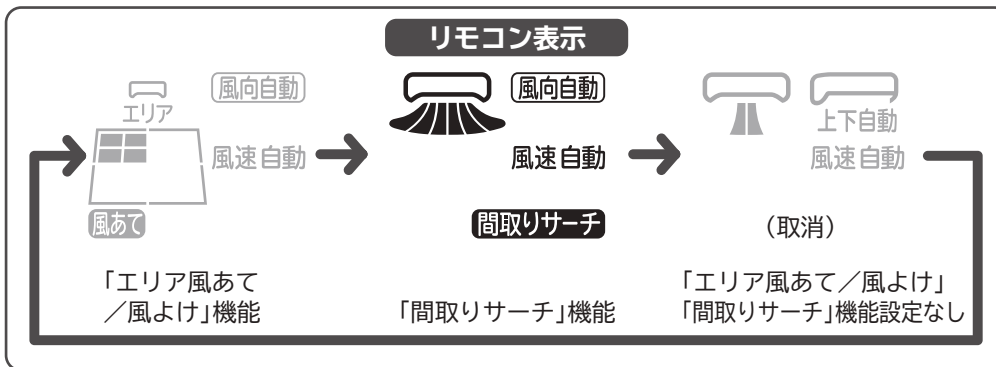 リモコン表示
エリア
風向自動
風速自動
風あて
「エリア風あて
／風よけ」機能
風向自動
風速自動
間取りサーチ
「間取りサーチ」機能
上下自動
風速自動
（取消）
「エリア風あて／風よけ」
「間取りサーチ」機能設定なし